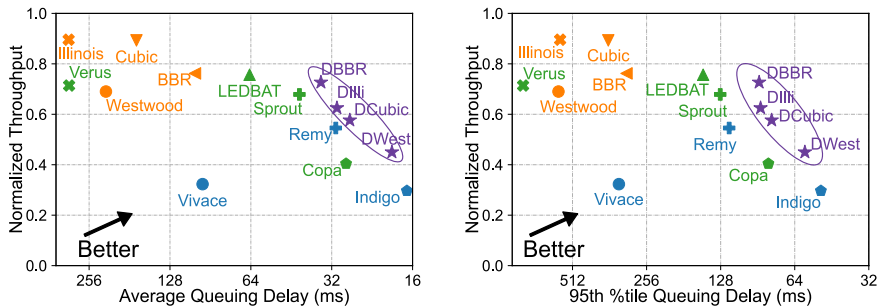 1.0
0.8
0.6
0.4
0.2
0.0
Normalized Throughput
Illinois
Cubic
Verus
BBR
Westwood
LEDBAT
Sprout
DBBR
DIlli
DCubic
Remy
DWest
Copa
Vivace
Indigo
Better
256 128 64 32 16
Average Queuing Delay (ms)
1.0
0.8
0.6
0.4
0.2
0.0
Normalized Throughput
Illinois
Cubic
Verus
BBR
Westwood
LEDBAT
Sprout
DBBR
DIlli
DCubic
Remy
DWest
Copa
Vivace
Indigo
Better
512 256 128 64 32
95th %tile Queuing Delay (ms)